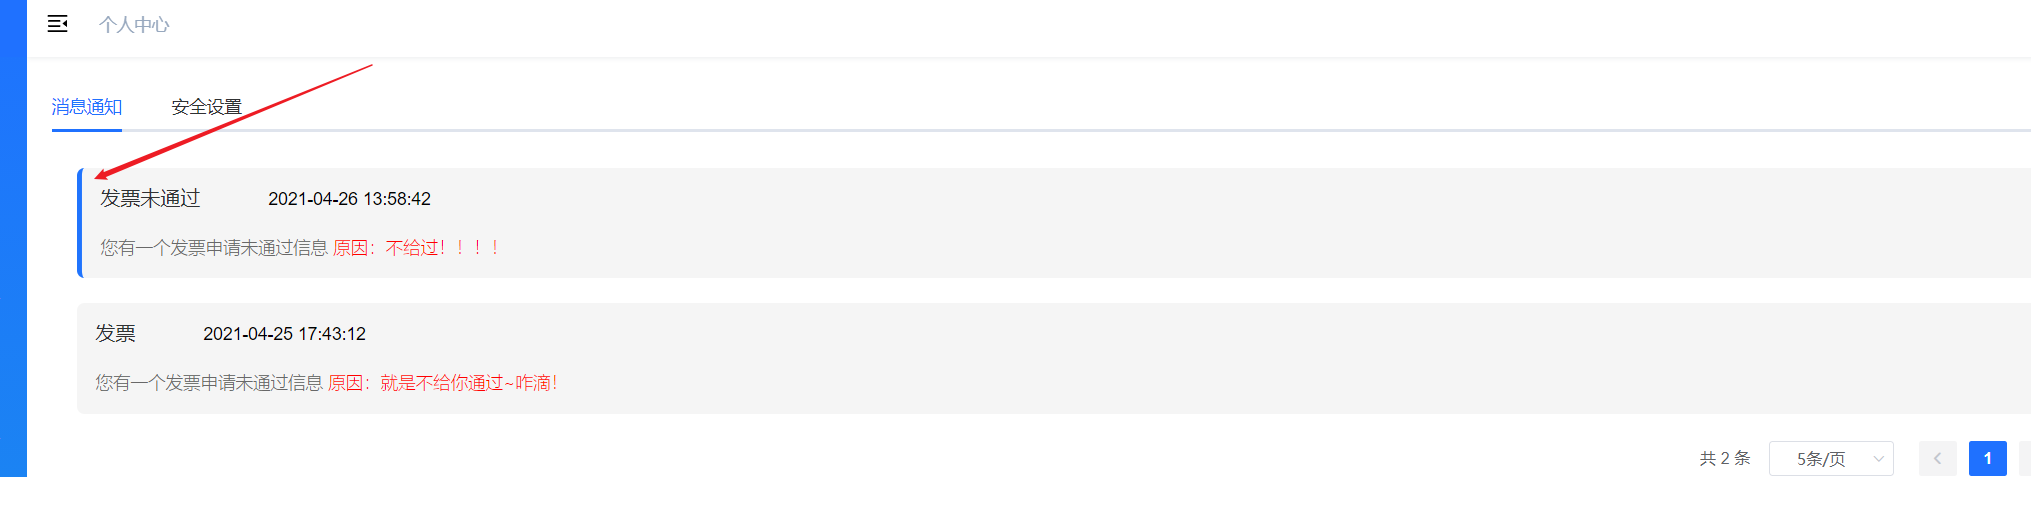 个人中心
消息通知 安全设置
发票未通过 2021-04-26 13:58:42
您有一个发票申请未通过信息 原因：不给过！！！！
发票 2021-04-25 17:43:12
您有一个发票申请未通过信息 原因：就是不给你通过~咋滴！
共 2 条 5条/页 1